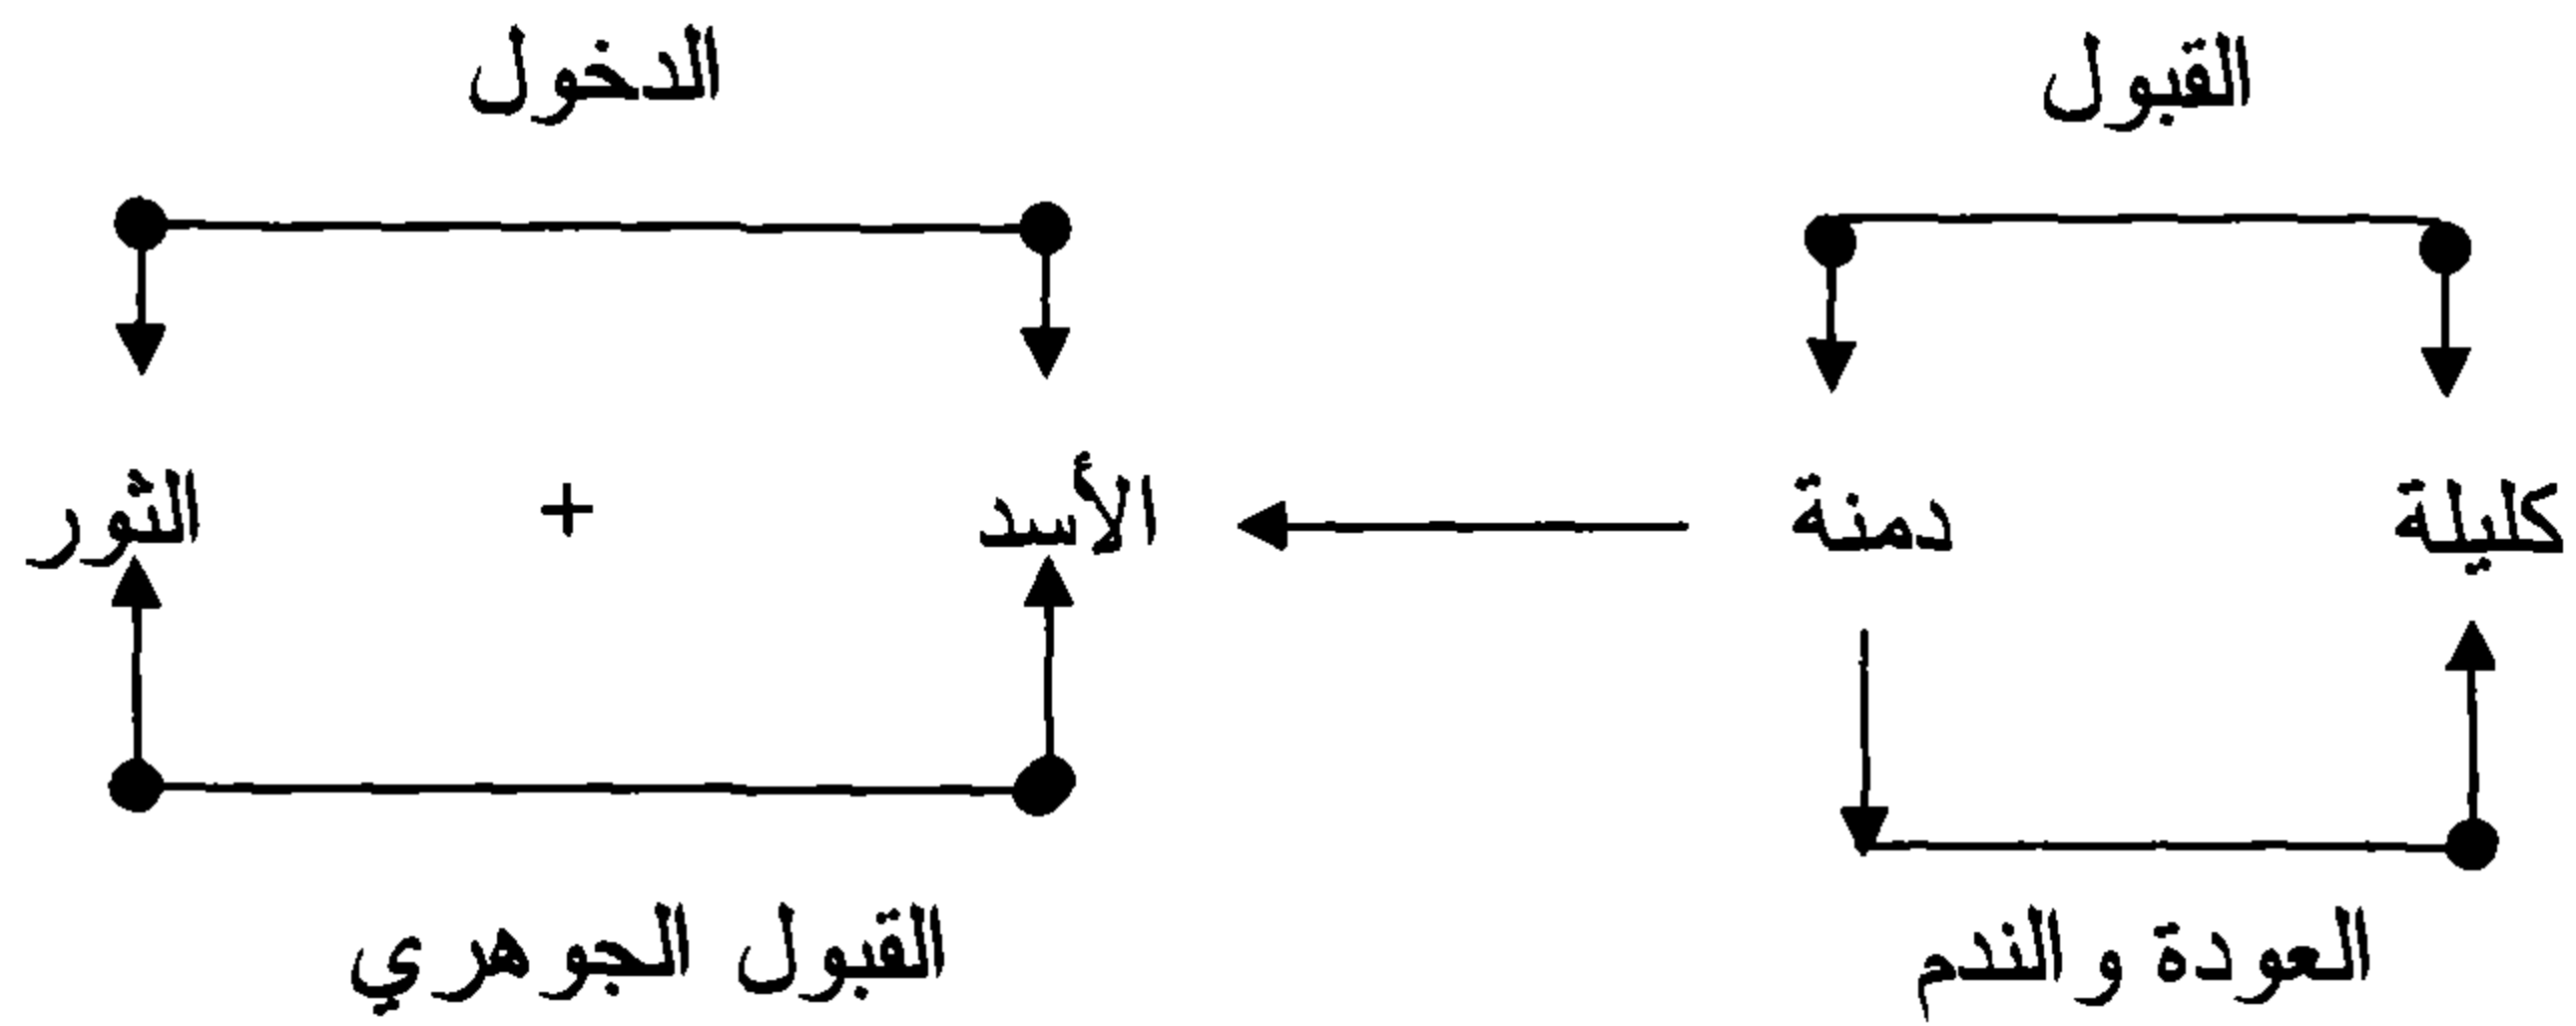 القبول الدخول
كليلة دمنة الأسد + الثور
العودة والندم القبول الجوهري